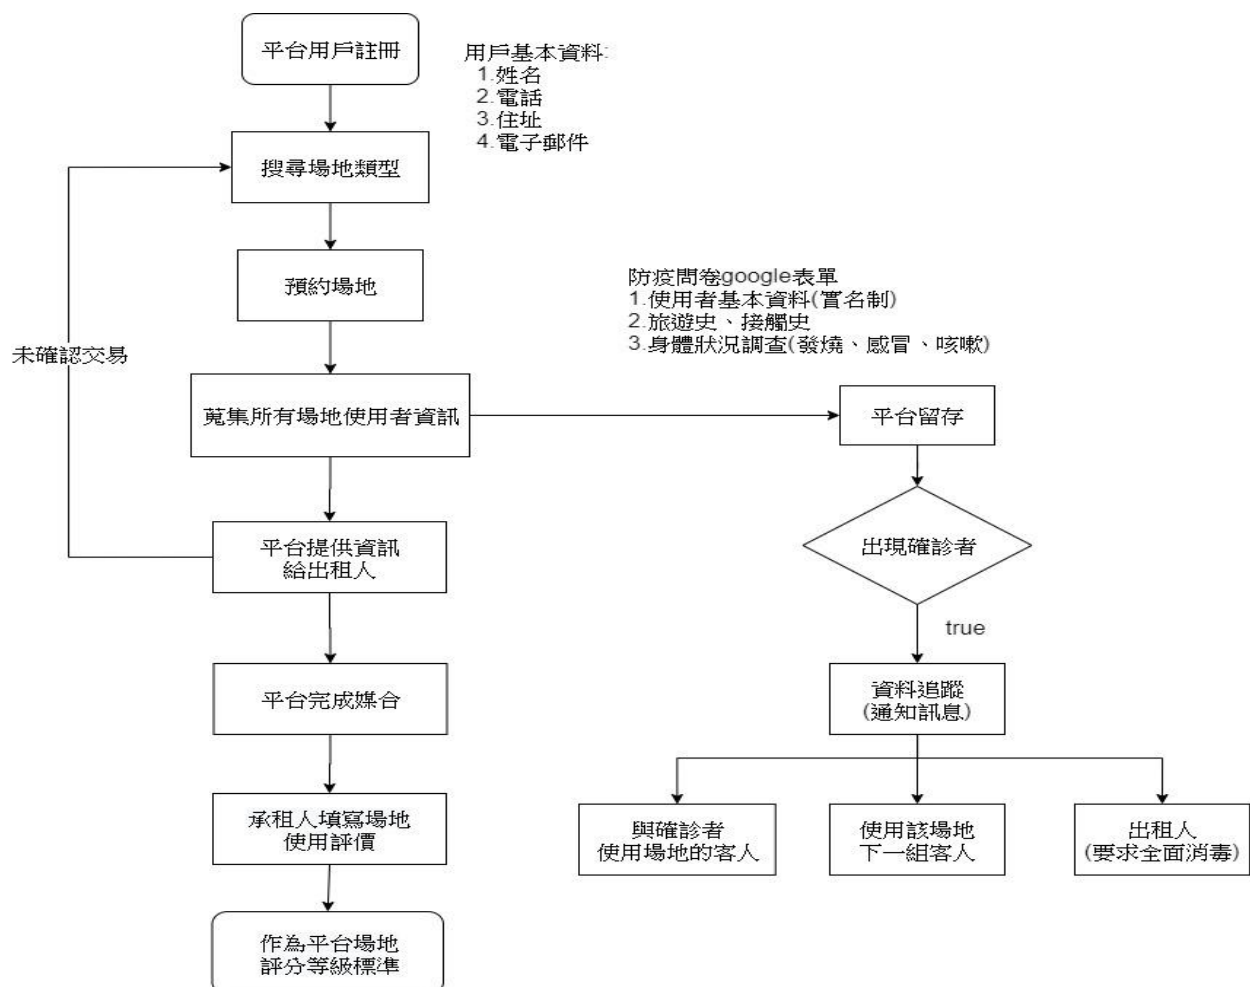 平台用戶註冊
用戶基本資料:
1.姓名
2.電話
3.住址
4.電子郵件
搜尋場地類型
預約場地
未確認交易
防疫問卷google表單
1.使用者基本資料(實名制)
2.旅遊史、接觸史
3.身體狀況調查(發燒、感冒、咳嗽)
蒐集所有場地使用者資訊
平台留存
平台提供資訊
給出租人
出現確診者
true
平台完成媒合
資料追蹤
(通知訊息)
承租人填寫場地
使用評價
與確診者
使用場地的客人
使用該場地
下一組客人
出租人
(要求全面消毒)
作為平台場地
評分等級標準